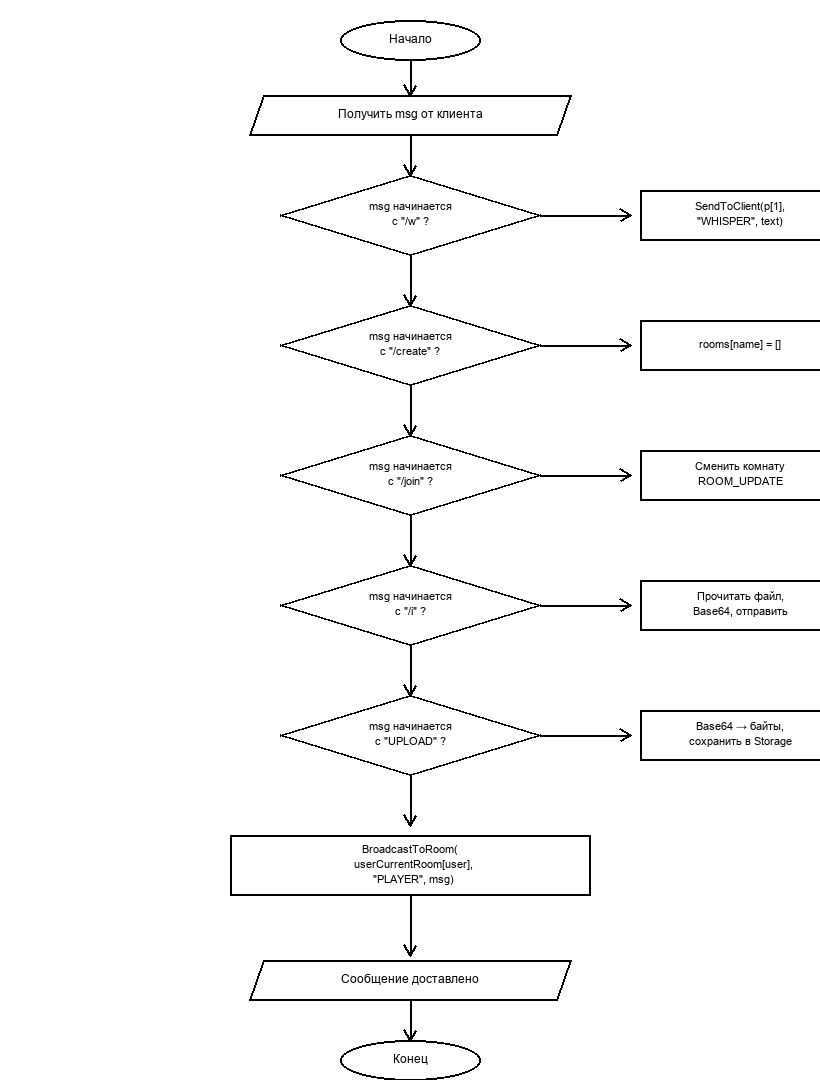 Начало
Получить msg от клиента
msg начинается
с "/w" ?
SendToClient(p[1],
"WHISPER", text)
msg начинается
с "/create" ?
rooms[name] = []
msg начинается
с "/join" ?
Сменить комнату
ROOM_UPDATE
msg начинается
с "/i" ?
Прочитать файл,
Base64, отправить
msg начинается
с "UPLOAD" ?
Base64 → байты,
сохранить в Storage
BroadcastToRoom(
userCurrentRoom[user],
"PLAYER", msg)
Сообщение доставлено
Конец